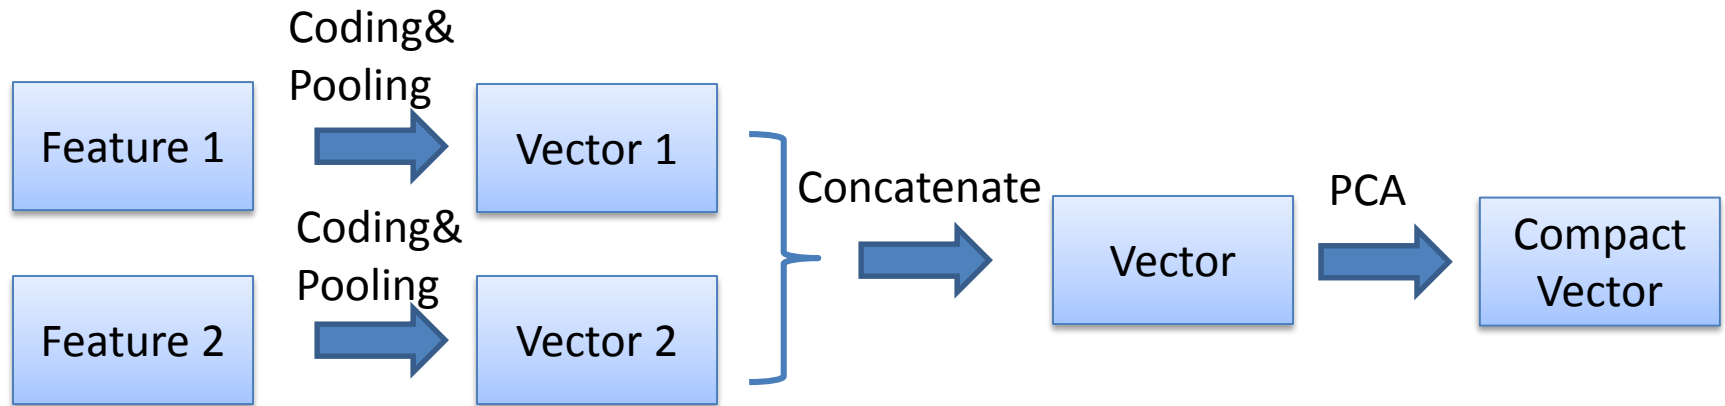 Coding&
Pooling
Feature 1
Vector 1
Coding&
Pooling
Feature 2
Vector 2
Concatenate
Vector
PCA
Compact
Vector